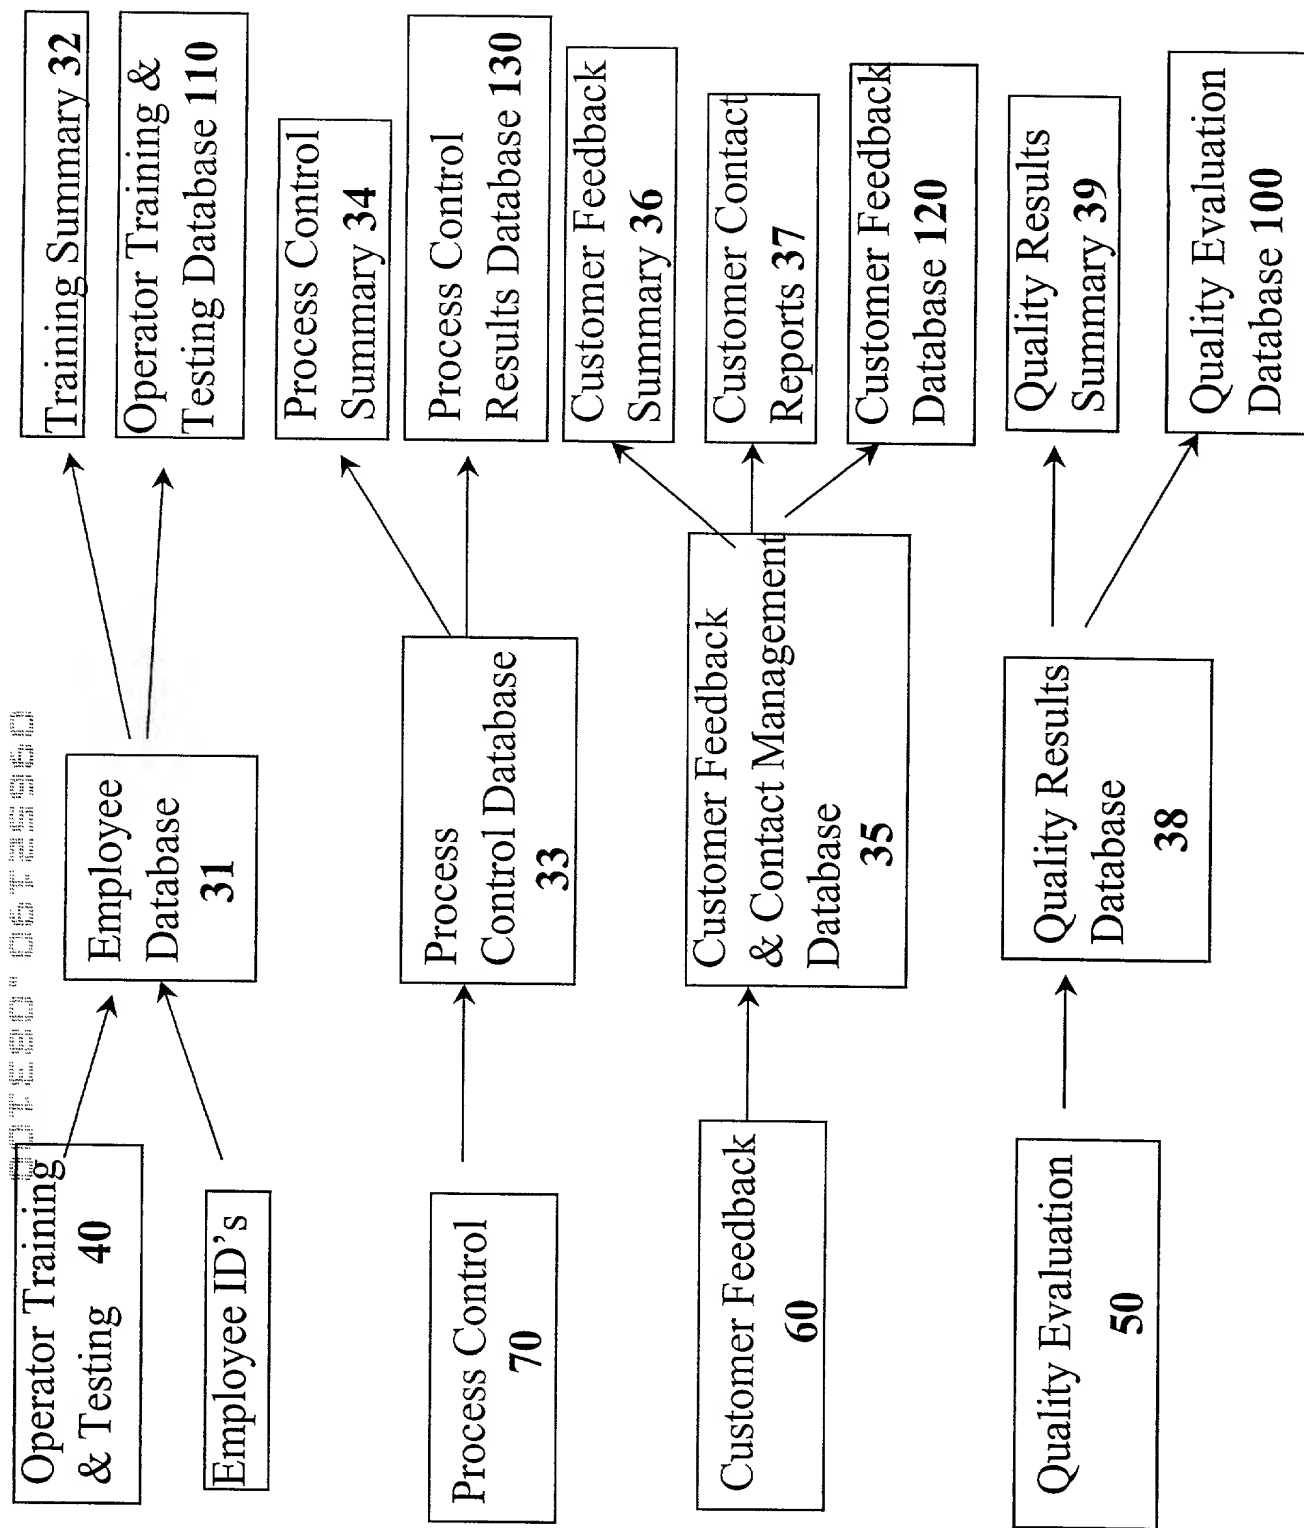 Operator Training
& Testing 40
Employee ID's
Employee
Database
31
Training Summary 32
Operator Training &
Testing Database 110
Process Control
70
Process
Control Database
33
Process Control
Summary 34
Process Control
Results Database 130
Customer Feedback
60
Customer Feedback
& Contact Management
Database
35
Customer Feedback
Summary 36
Customer Contact
Reports 37
Customer Feedback
Database 120
Quality Evaluation
50
Quality Results
Database
38
Quality Results
Summary 39
Quality Evaluation
Database 100